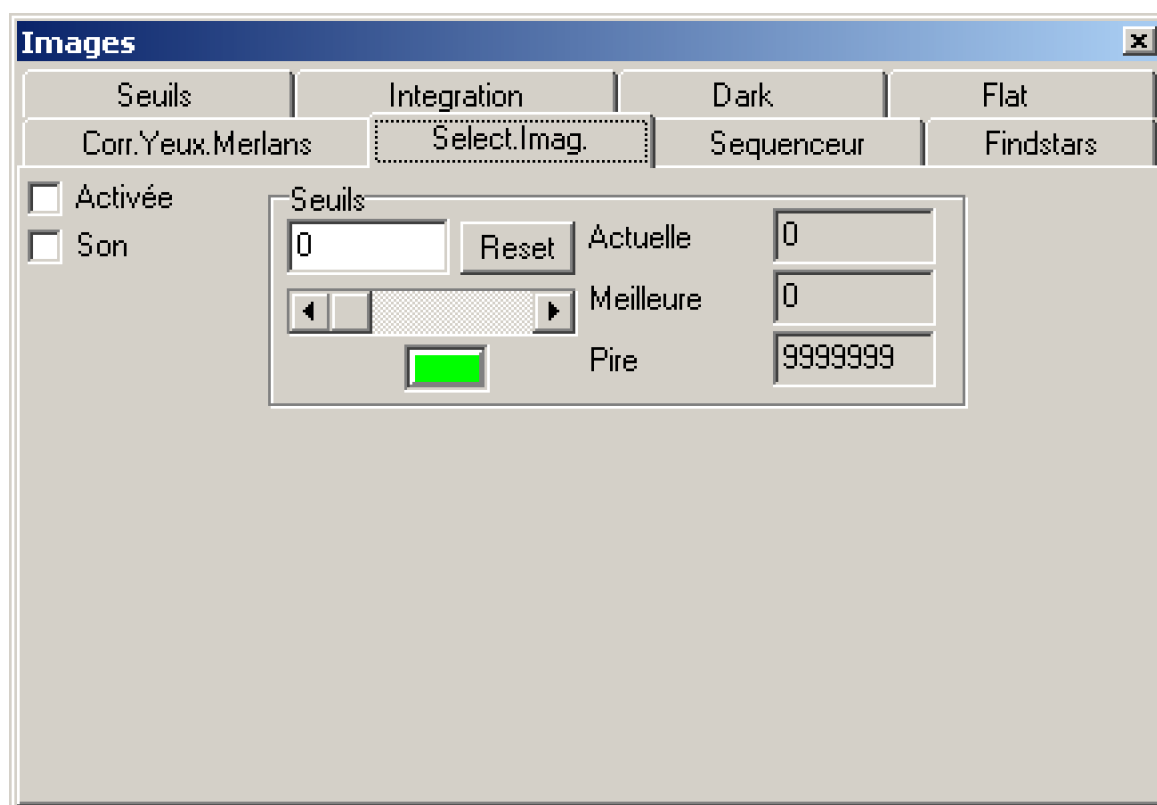 Images
Seuils Integration Dark Flat
Corr.Yeux.Merlans Select.Imag. Sequenceur Findstars
Activée
Son
Seuils
0 Reset
Actuelle 0
Meilleure 0
Pire 9999999